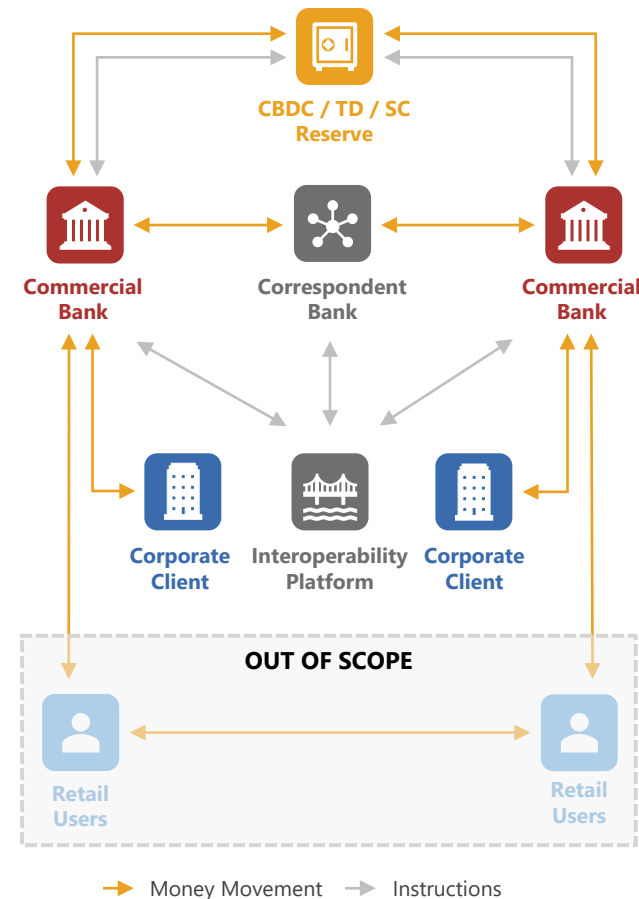 CBDC / TD / SC
Reserve
Commercial
Bank
Correspondent
Bank
Commercial
Bank
Corporate
Client
Interoperability
Platform
Corporate
Client
OUT OF SCOPE
Retail
Users
Retail
Users
Money Movement
Instructions